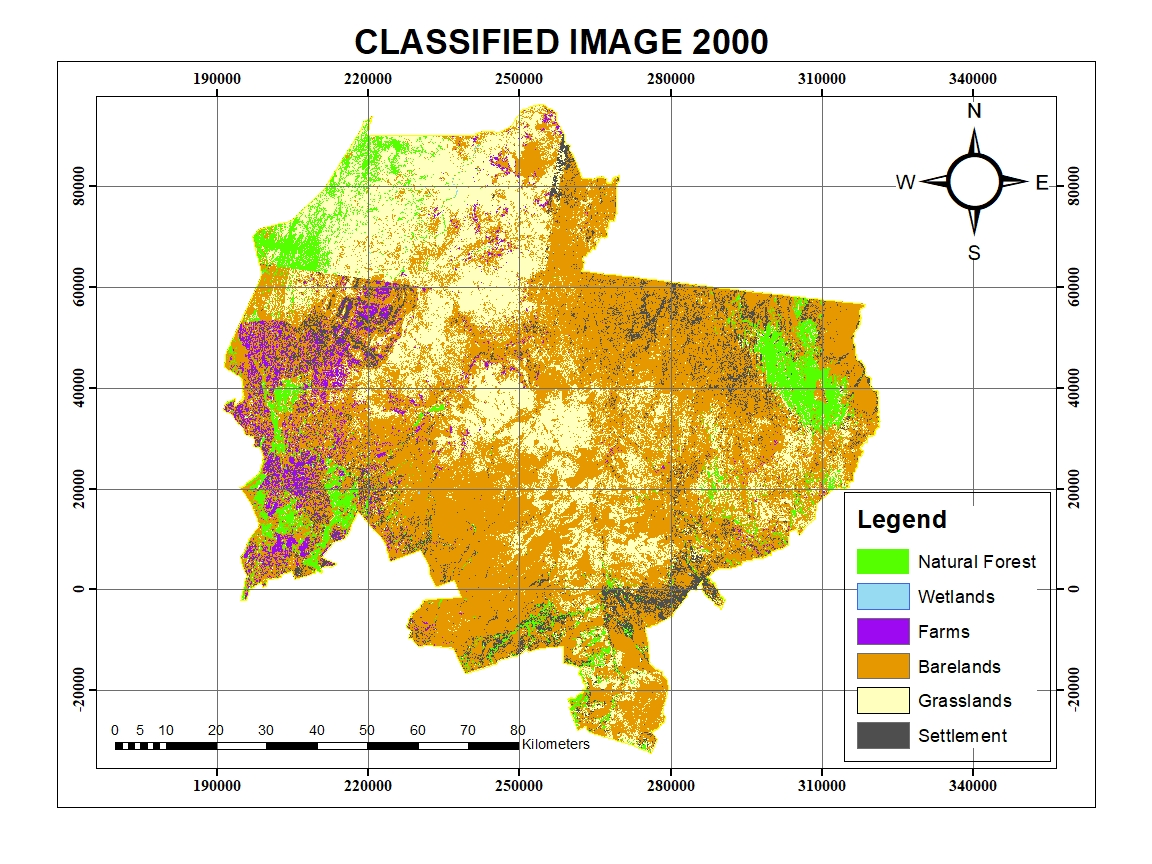 CLASSIFIED IMAGE 2000
190000 220000 250000 280000 310000 340000
N
W E
S
80000 80000
60000 60000
40000 40000
20000 20000
0 0
-20000 -20000
Legend
Natural Forest
Wetlands
Farms
Barelands
Grasslands
Settlement
0 5 10 20 30 40 50 60 70 80
Kilometers
190000 220000 250000 280000 310000 340000